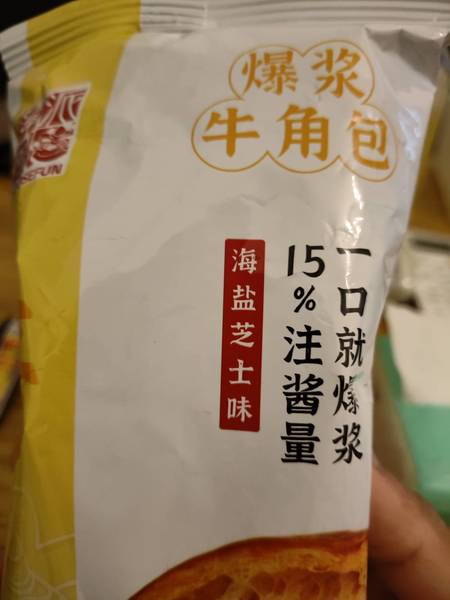 爆浆
牛角包
一口就爆浆
15%注酱量
海盐芝士味
派